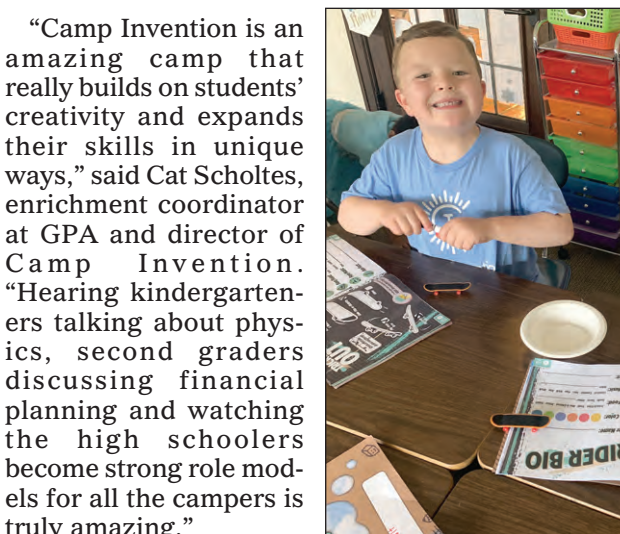 “Camp Invention is an
amazing camp that
really builds on students’
creativity and expands
their skills in unique
ways,” said Cat Scholtes,
enrichment coordinator
at GPA and director of
Camp Invention.
“Hearing kindergarten-
ers talking about phys-
ics, second graders
discussing financial
planning and watching
the high schoolers
become strong role mod-
els for all the campers is
truly amazing.”
RIDER BIO